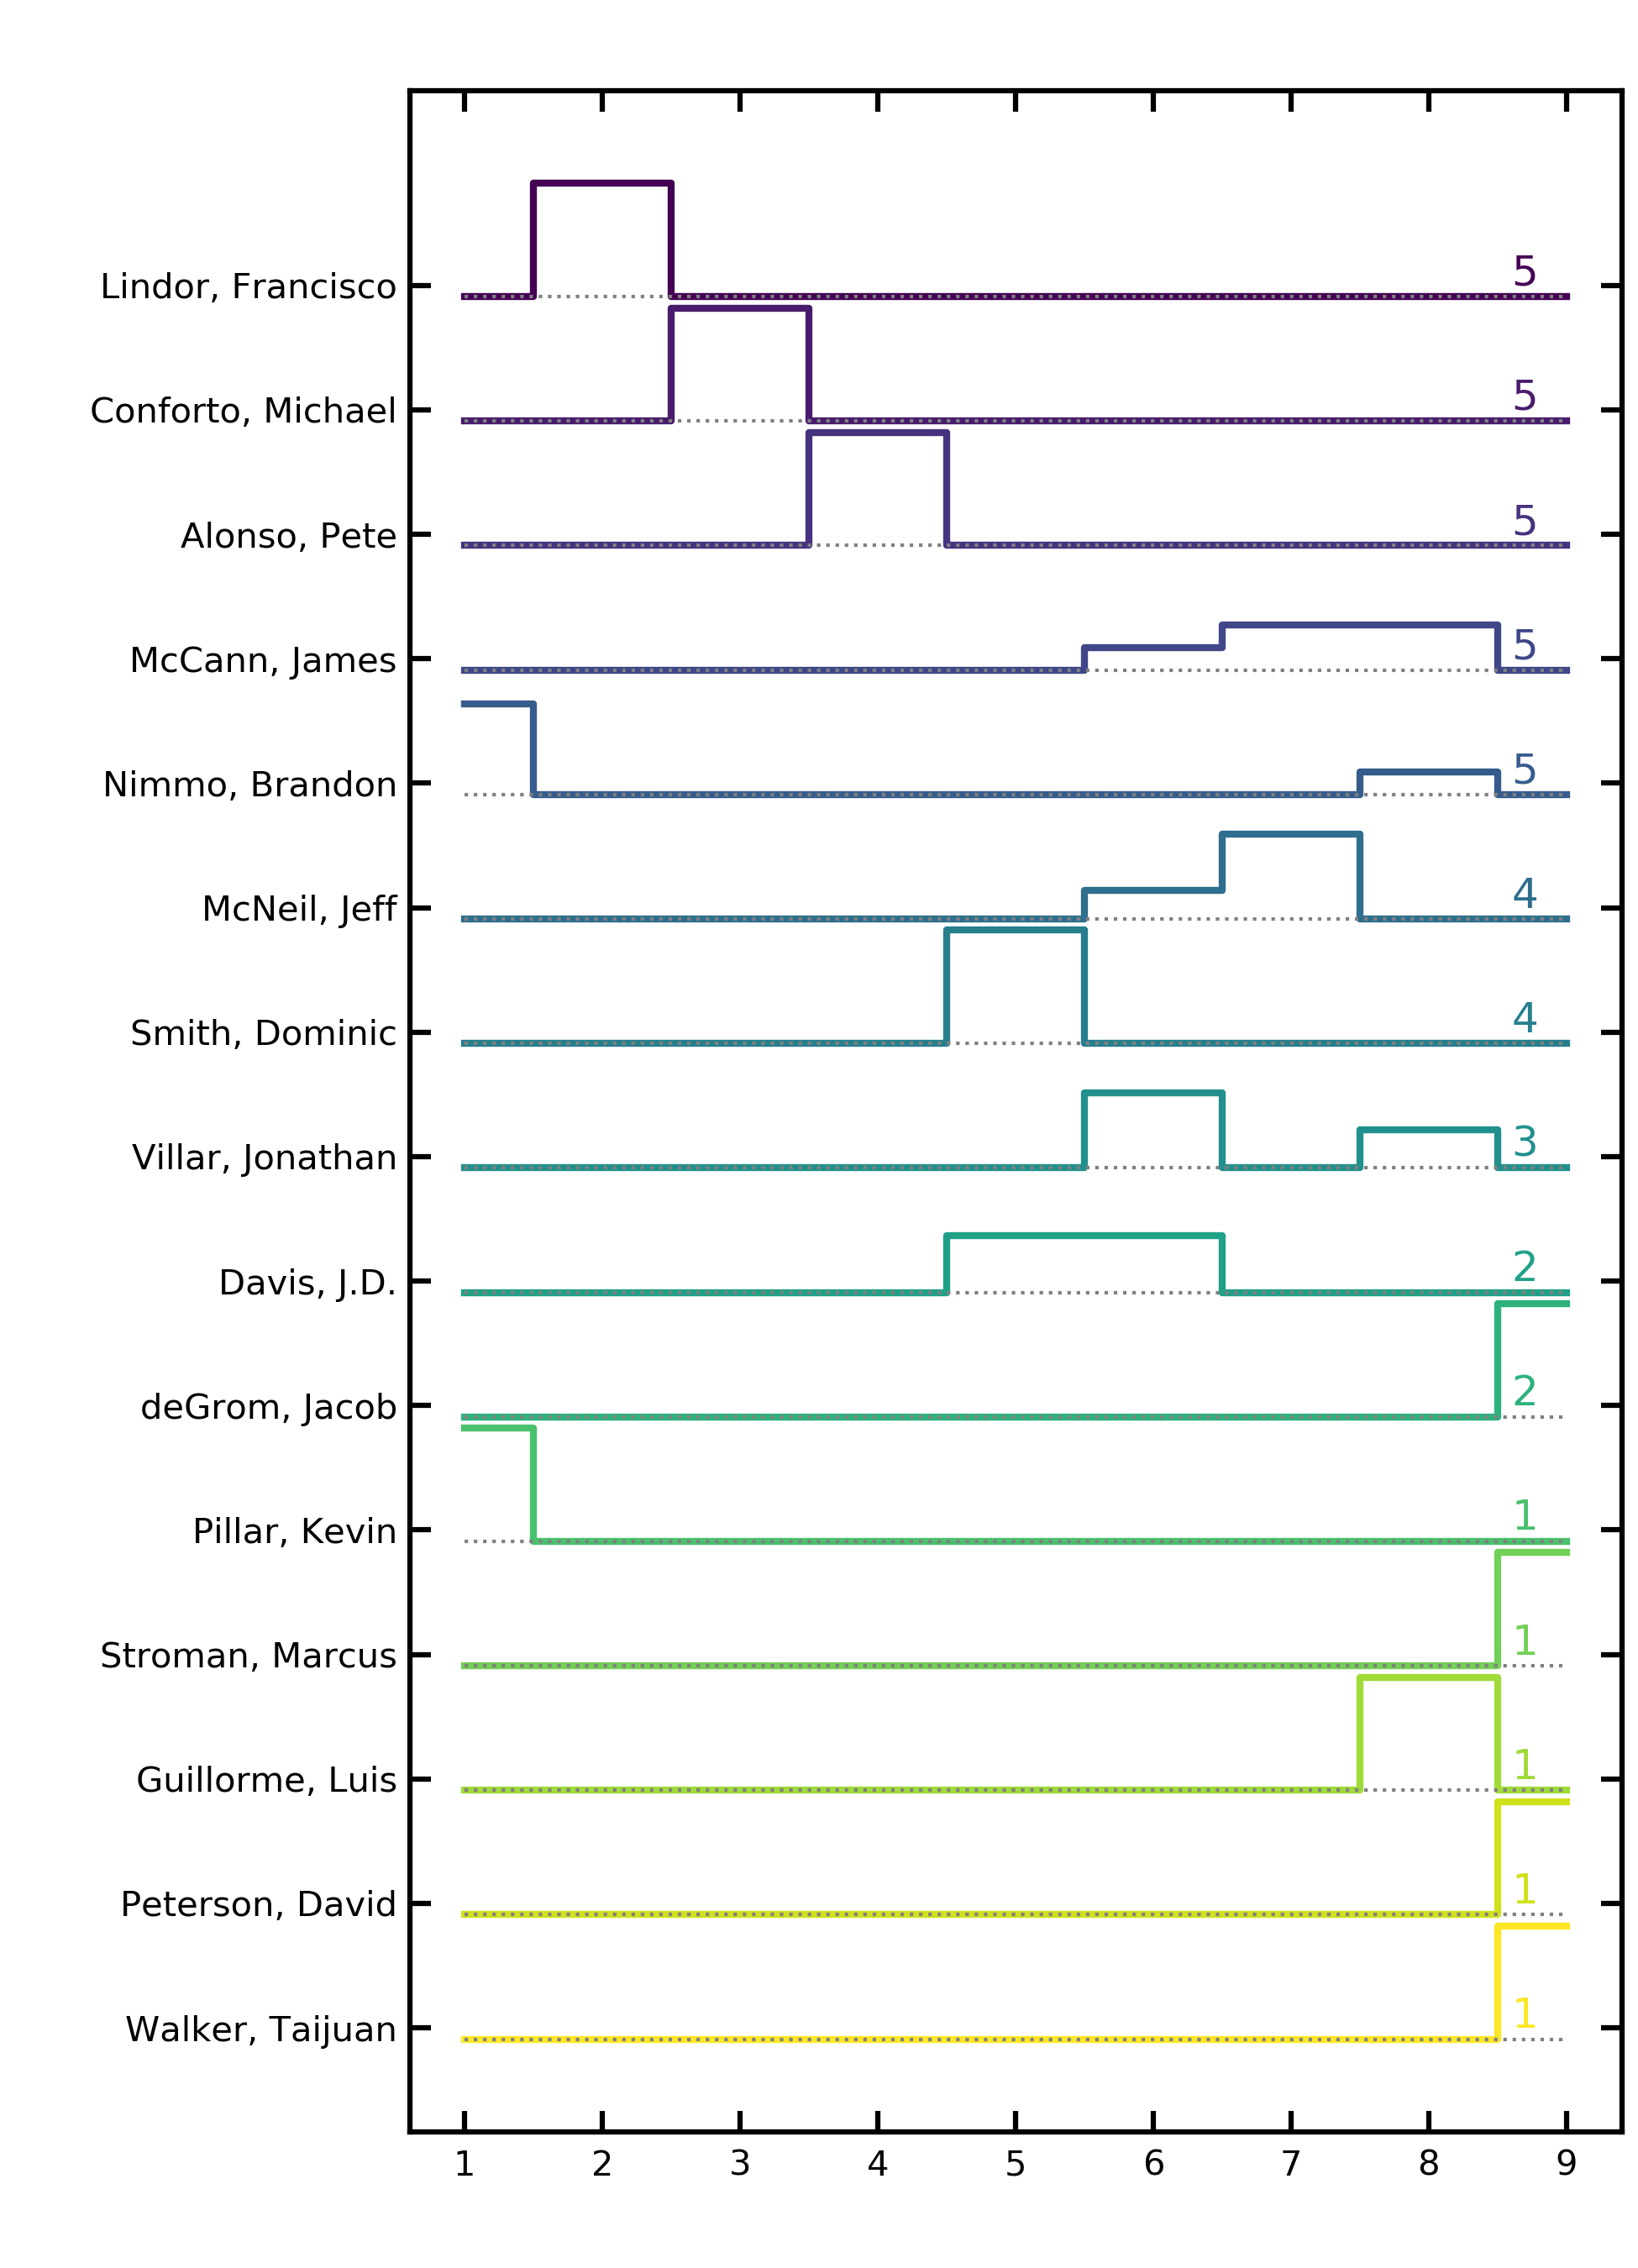 Lindor, Francisco 5
Conforto, Michael 5
Alonso, Pete 5
McCann, James 5
Nimmo, Brandon 5
McNeil, Jeff 4
Smith, Dominic 4
Villar, Jonathan 3
Davis, J.D. 2
deGrom, Jacob 2
Pillar, Kevin 1
Stroman, Marcus 1
Guillorme, Luis 1
Peterson, David 1
Walker, Taijuan 1
1 2 3 4 5 6 7 8 9